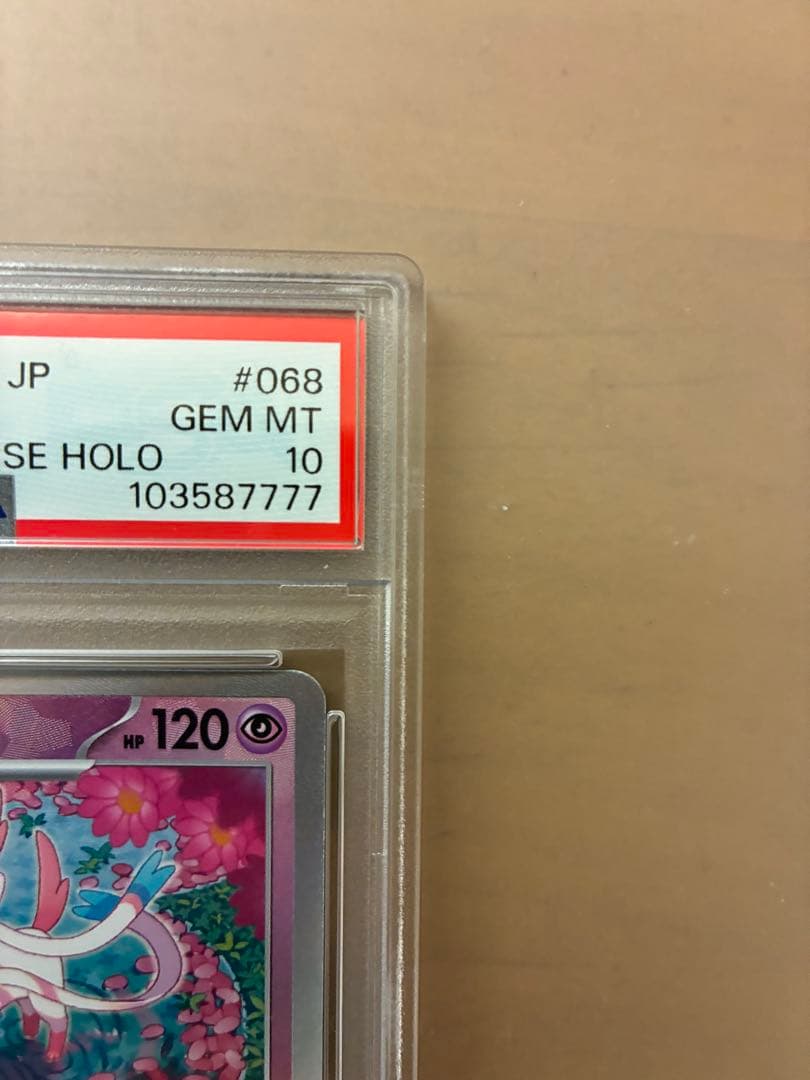 JP #068
GEM MT
SE HOLO 10
103587777
HP 120